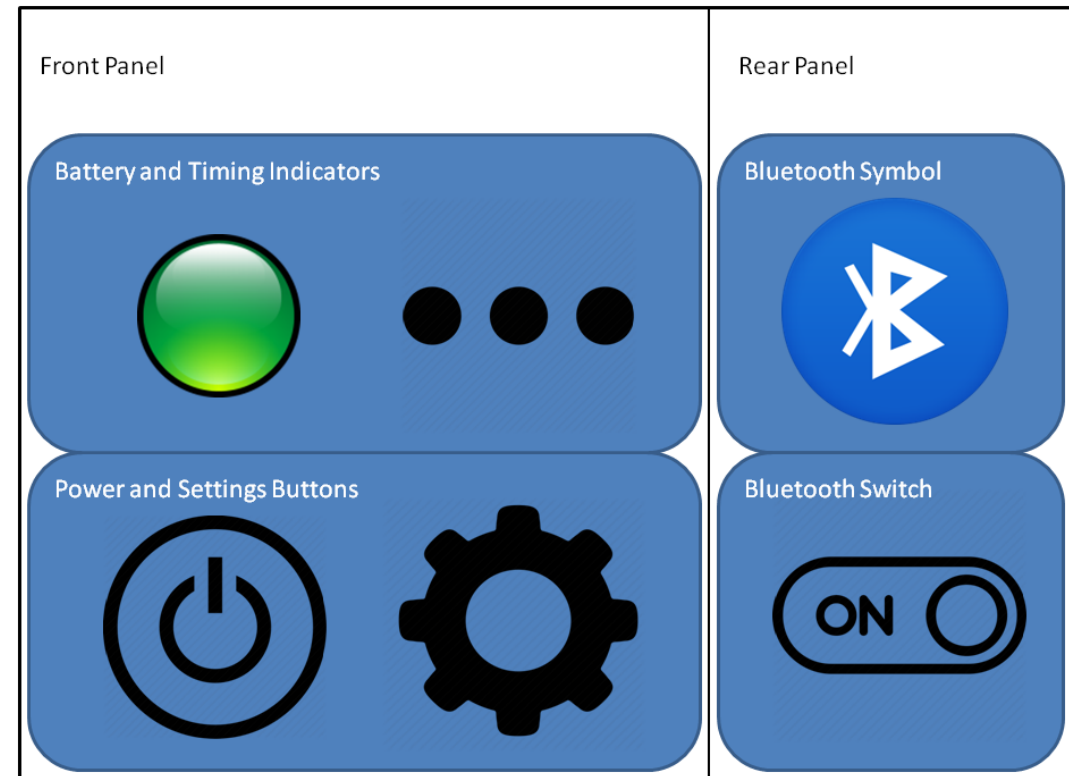 Front Panel
Rear Panel
Battery and Timing Indicators
Bluetooth Symbol
Power and Settings Buttons
Bluetooth Switch
ON